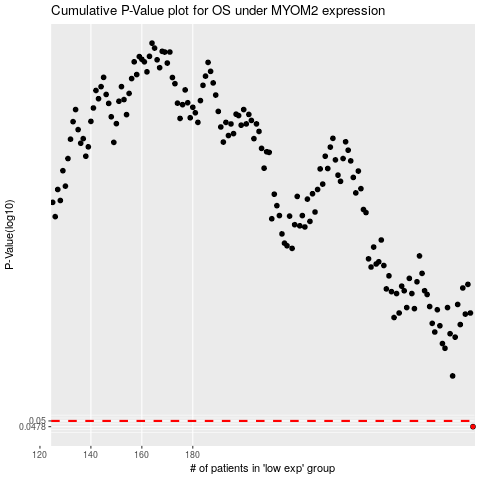 Cumulative P-Value plot for OS under MYOM2 expression
P-Value(log10)
0.05
0.0478
120 140 160 180
# of patients in 'low exp' group